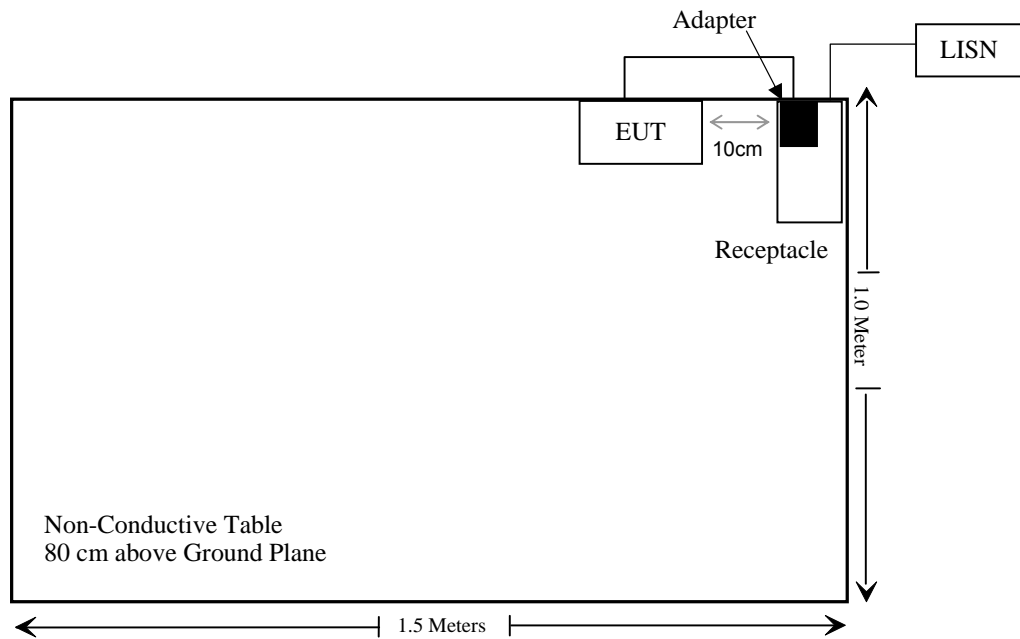 Adapter
LISN
EUT
10cm
Receptacle
1.0 Meter
Non-Conductive Table
80 cm above Ground Plane
1.5 Meters